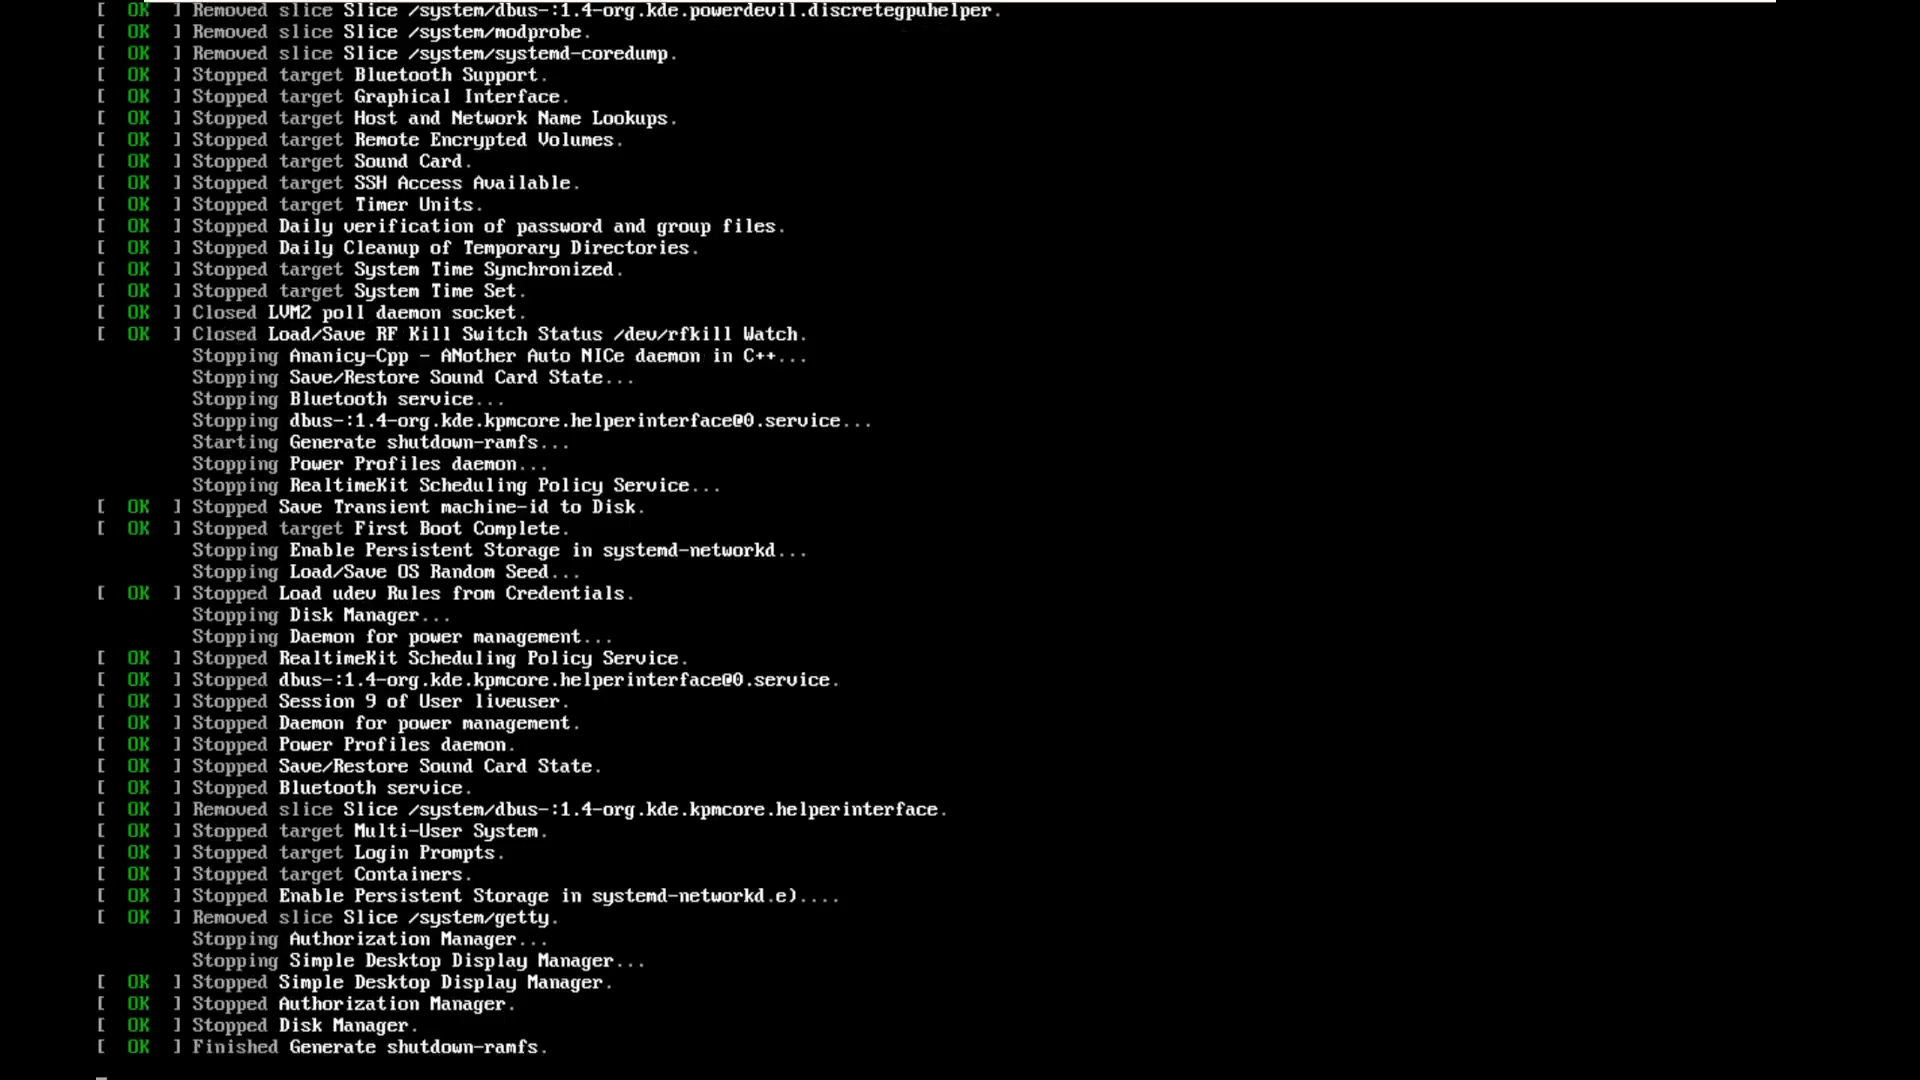 [  OK  ] Removed slice Slice /system/dbus-:1.4-org.kde.powerdevil.discretegpuhelper.
[  OK  ] Removed slice Slice /system/modprobe.
[  OK  ] Removed slice Slice /system/systemd-coredump.
[  OK  ] Stopped target Bluetooth Support.
[  OK  ] Stopped target Graphical Interface.
[  OK  ] Stopped target Host and Network Name Lookups.
[  OK  ] Stopped target Remote Encrypted Volumes.
[  OK  ] Stopped target Sound Card.
[  OK  ] Stopped target SSH Access Available.
[  OK  ] Stopped target Timer Units.
[  OK  ] Stopped Daily verification of password and group files.
[  OK  ] Stopped Daily Cleanup of Temporary Directories.
[  OK  ] Stopped target System Time Synchronized.
[  OK  ] Stopped target System Time Set.
[  OK  ] Closed LVM2 poll daemon socket.
[  OK  ] Closed Load/Save RF Kill Switch Status /dev/rfkill Watch.
Stopping Ananicy-Cpp - ANother Auto NICe daemon in C++...
Stopping Save/Restore Sound Card State...
Stopping Bluetooth service...
Stopping dbus-:1.4-org.kde.kpmcore.helperinterface@0.service...
Starting Generate shutdown-ramfs...
Stopping Power Profiles daemon...
Stopping RealtimeKit Scheduling Policy Service...
[  OK  ] Stopped Save Transient machine-id to Disk.
[  OK  ] Stopped target First Boot Complete.
Stopping Enable Persistent Storage in systemd-networkd...
Stopping Load/Save OS Random Seed...
[  OK  ] Stopped Load udev Rules from Credentials.
Stopping Disk Manager...
Stopping Daemon for power management...
[  OK  ] Stopped RealtimeKit Scheduling Policy Service.
[  OK  ] Stopped dbus-:1.4-org.kde.kpmcore.helperinterface@0.service.
[  OK  ] Stopped Session 9 of User liveuser.
[  OK  ] Stopped Daemon for power management.
[  OK  ] Stopped Power Profiles daemon.
[  OK  ] Stopped Save/Restore Sound Card State.
[  OK  ] Stopped Bluetooth service.
[  OK  ] Removed slice Slice /system/dbus-:1.4-org.kde.kpmcore.helperinterface.
[  OK  ] Stopped target Multi-User System.
[  OK  ] Stopped target Login Prompts.
[  OK  ] Stopped target Containers.
[  OK  ] Stopped Enable Persistent Storage in systemd-networkd.e)....
[  OK  ] Removed slice Slice /system/getty.
Stopping Authorization Manager...
Stopping Simple Desktop Display Manager...
[  OK  ] Stopped Simple Desktop Display Manager.
[  OK  ] Stopped Authorization Manager.
[  OK  ] Stopped Disk Manager.
[  OK  ] Finished Generate shutdown-ramfs.